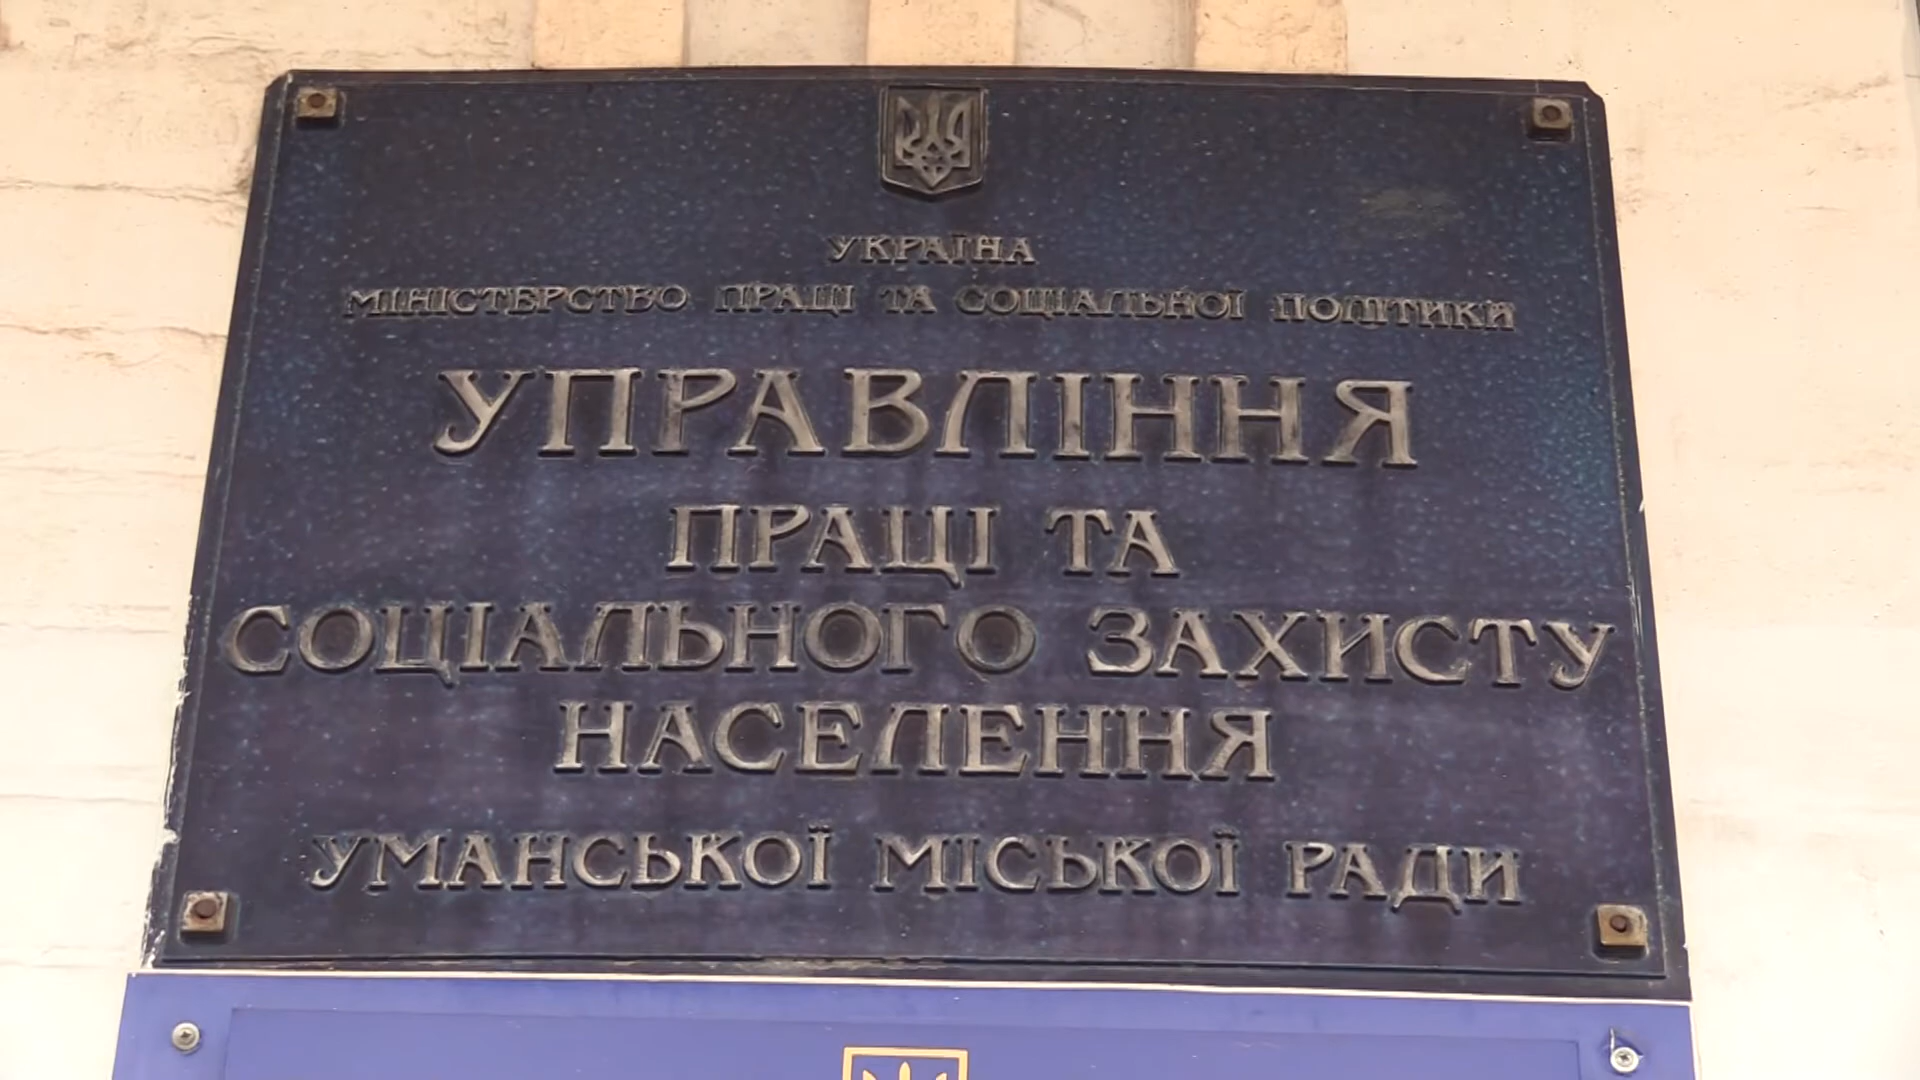 УКРАЇНА
МІНІСТЕРСТВО ПРАЦІ ТА СОЦІАЛЬНОЇ ПОЛІТИКИ
УПРАВЛІННЯ
ПРАЦІ ТА
СОЦІАЛЬНОГО ЗАХИСТУ
НАСЕЛЕННЯ
УМАНСЬКОЇ МІСЬКОЇ РАДИ